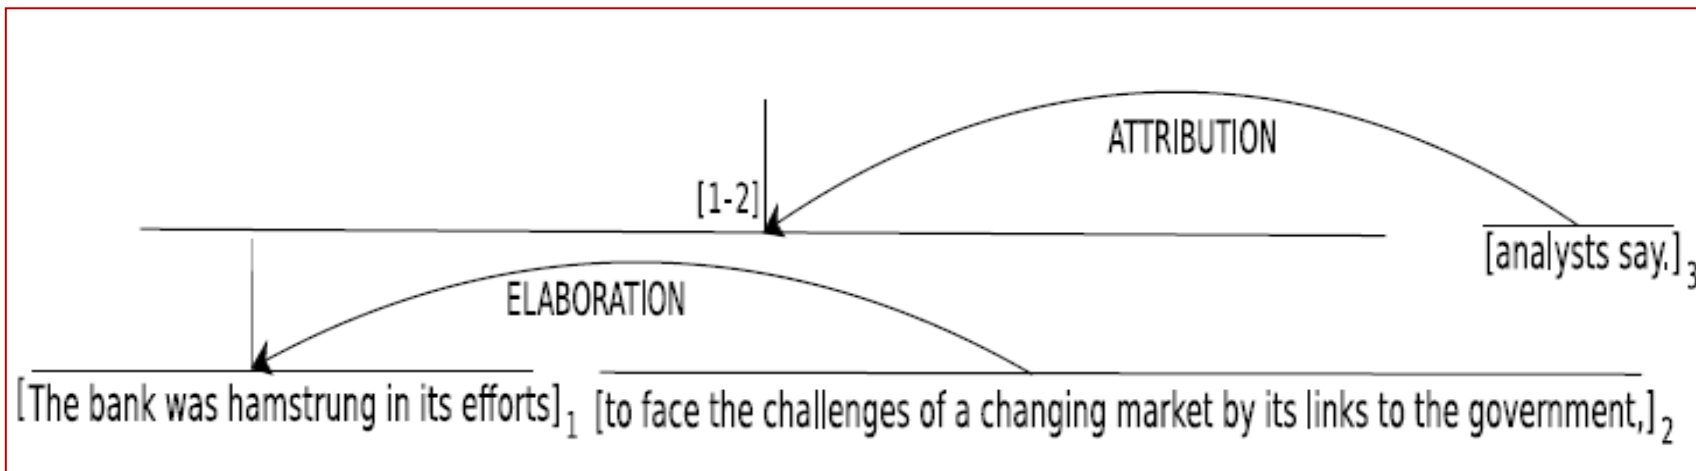 ATTRIBUTION
[1-2]
[analysts say.]3
ELABORATION
[The bank was hamstrung in its efforts]1 [to face the challenges of a changing market by its links to the government,]2